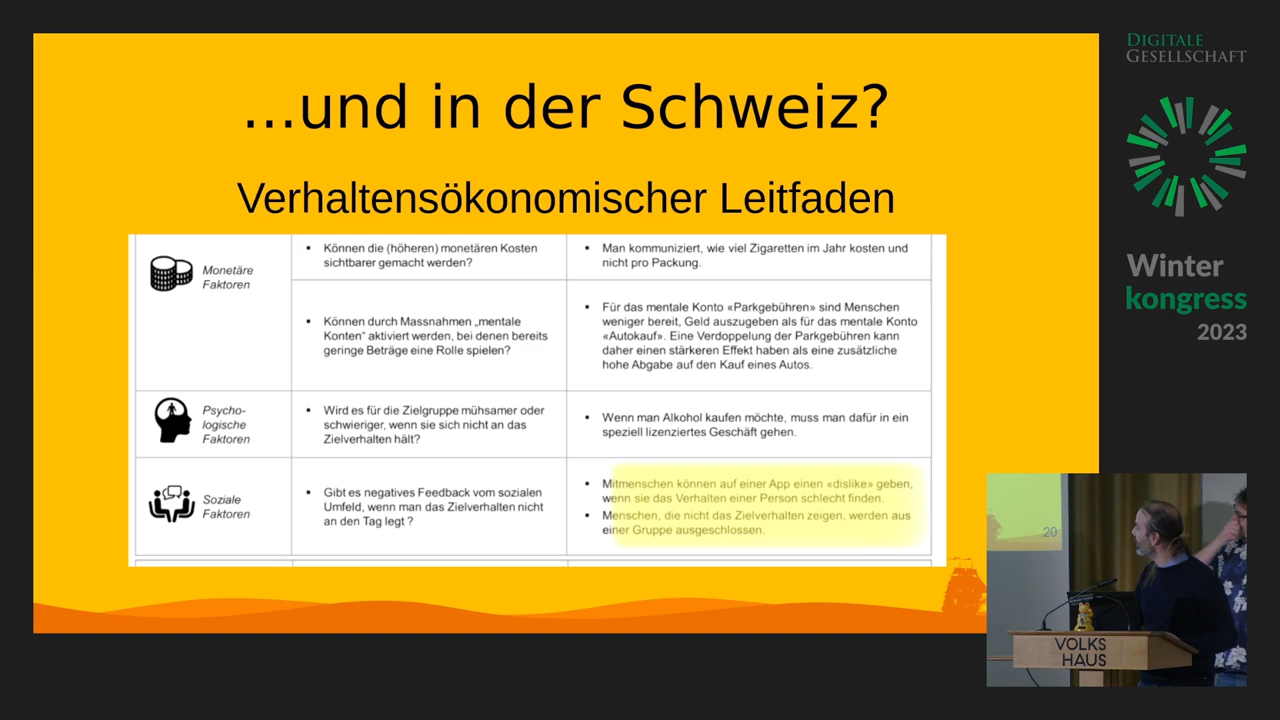 ...und in der Schweiz?
Verhaltensökonomischer Leitfaden
Monetäre
Faktoren
▪ Können die (höheren) monetären Kosten
sichtbarer gemacht werden?
▪ Man kommuniziert, wie viel Zigaretten im Jahr kosten und
nicht pro Packung.
▪ Können durch Massnahmen „mentale
Konten“ aktiviert werden, bei denen bereits
geringe Beträge eine Rolle spielen?
▪ Für das mentale Konto «Parkgebühren» sind Menschen
weniger bereit, Geld auszugeben als für das mentale Konto
«Autokauf». Eine Verdoppelung der Parkgebühren kann
daher einen stärkeren Effekt haben als eine zusätzliche
hohe Abgabe auf den Kauf eines Autos.
Psycho-
logische
Faktoren
▪ Wird es für die Zielgruppe mühsamer oder
schwieriger, wenn sie sich nicht an das
Zielverhalten hält?
▪ Wenn man Alkohol kaufen möchte, muss man dafür in ein
speziell lizenziertes Geschäft gehen.
Soziale
Faktoren
▪ Gibt es negatives Feedback vom sozialen
Umfeld, wenn man das Zielverhalten nicht
an den Tag legt ?
▪ Mitmenschen können auf einer App einen «dislike» geben,
wenn sie das Verhalten einer Person schlecht finden.
▪ Menschen, die nicht das Zielverhalten zeigen, werden aus
einer Gruppe ausgeschlossen.
DIGITALE
GESELLSCHAFT
Winter
kongress
2023
20
VOLKS
HAUS